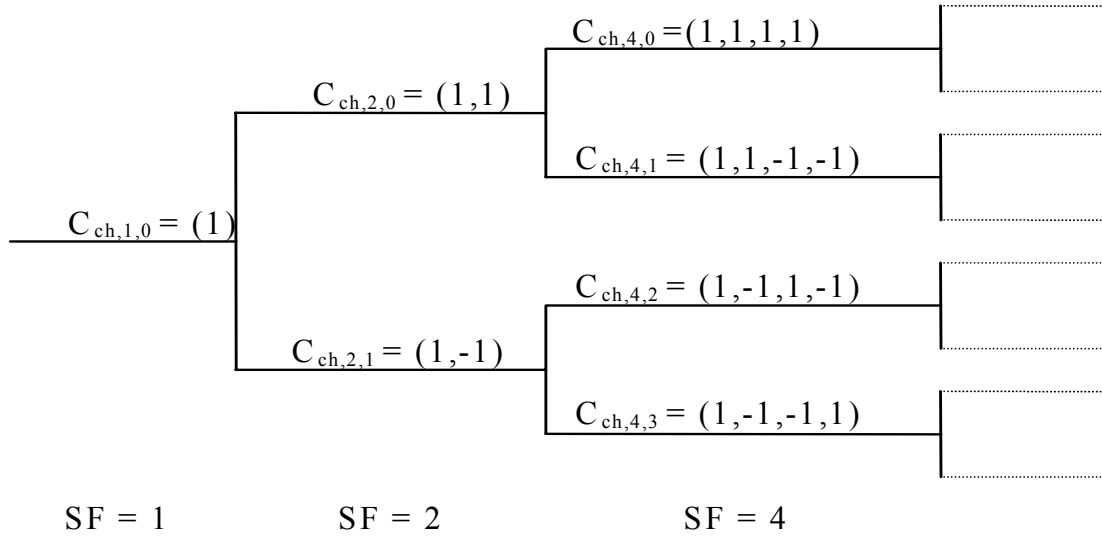 C ch,4,0 =(1,1,1,1)
C ch,2,0 = (1,1)
C ch,4,1 = (1,1,-1,-1)
C ch,1,0 = (1)
C ch,4,2 = (1,-1,1,-1)
C ch,2,1 = (1,-1)
C ch,4,3 = (1,-1,-1,1)
SF = 1 SF = 2 SF = 4